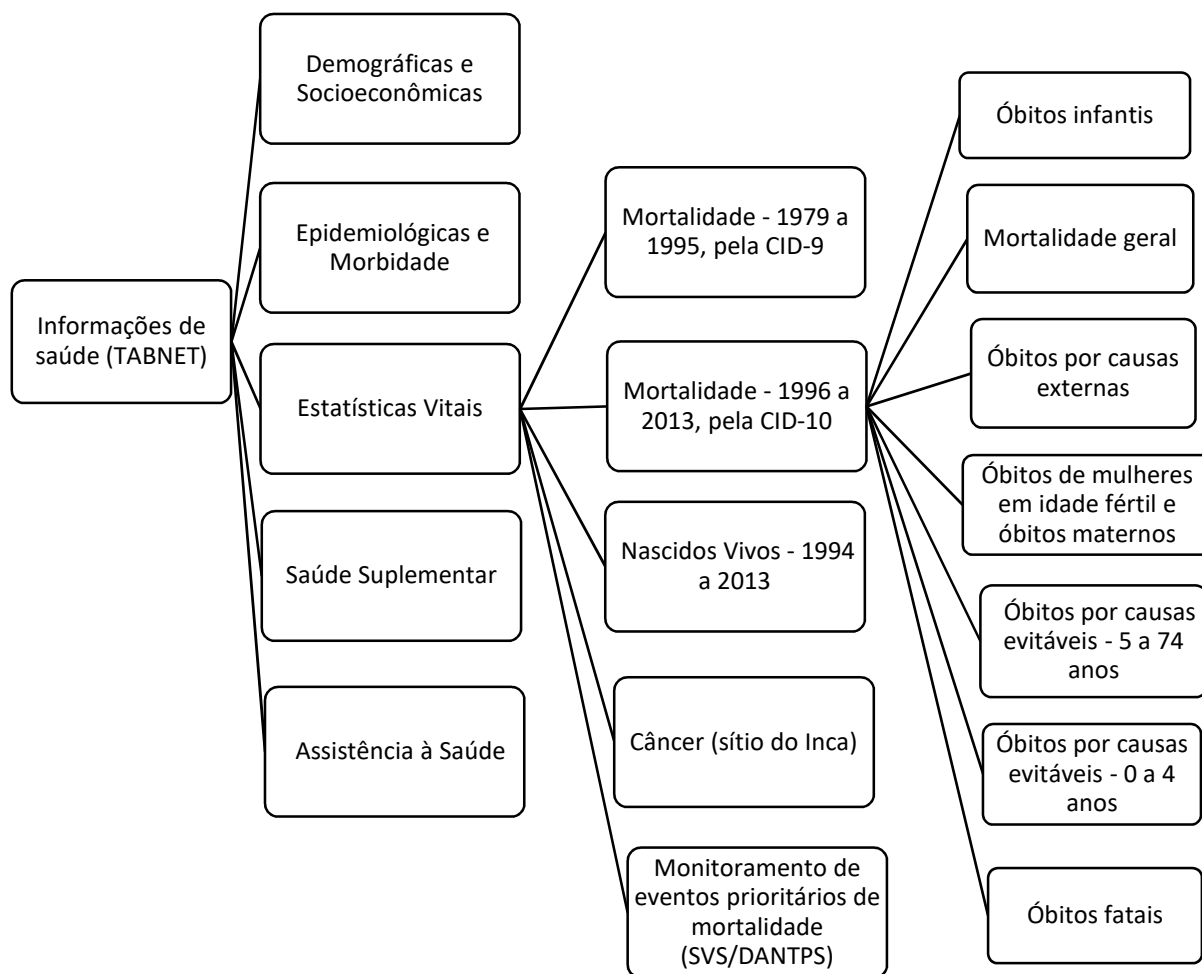 Informações de
saúde (TABNET)
Demográficas e
Socioeconômicas
Epidemiológicas e
Morbidade
Estatísticas Vitais
Saúde Suplementar
Assistência à Saúde
Mortalidade - 1979 a
1995, pela CID-9
Mortalidade - 1996 a
2013, pela CID-10
Nascidos Vivos - 1994
a 2013
Câncer (sítio do Inca)
Monitoramento de
eventos prioritários de
mortalidade
(SVS/DANTPS)
Óbitos infantis
Mortalidade geral
Óbitos por causas
externas
Óbitos de mulheres
em idade fértil e
óbitos maternos
Óbitos por causas
evitáveis - 5 a 74
anos
Óbitos por causas
evitáveis - 0 a 4
anos
Óbitos fatais